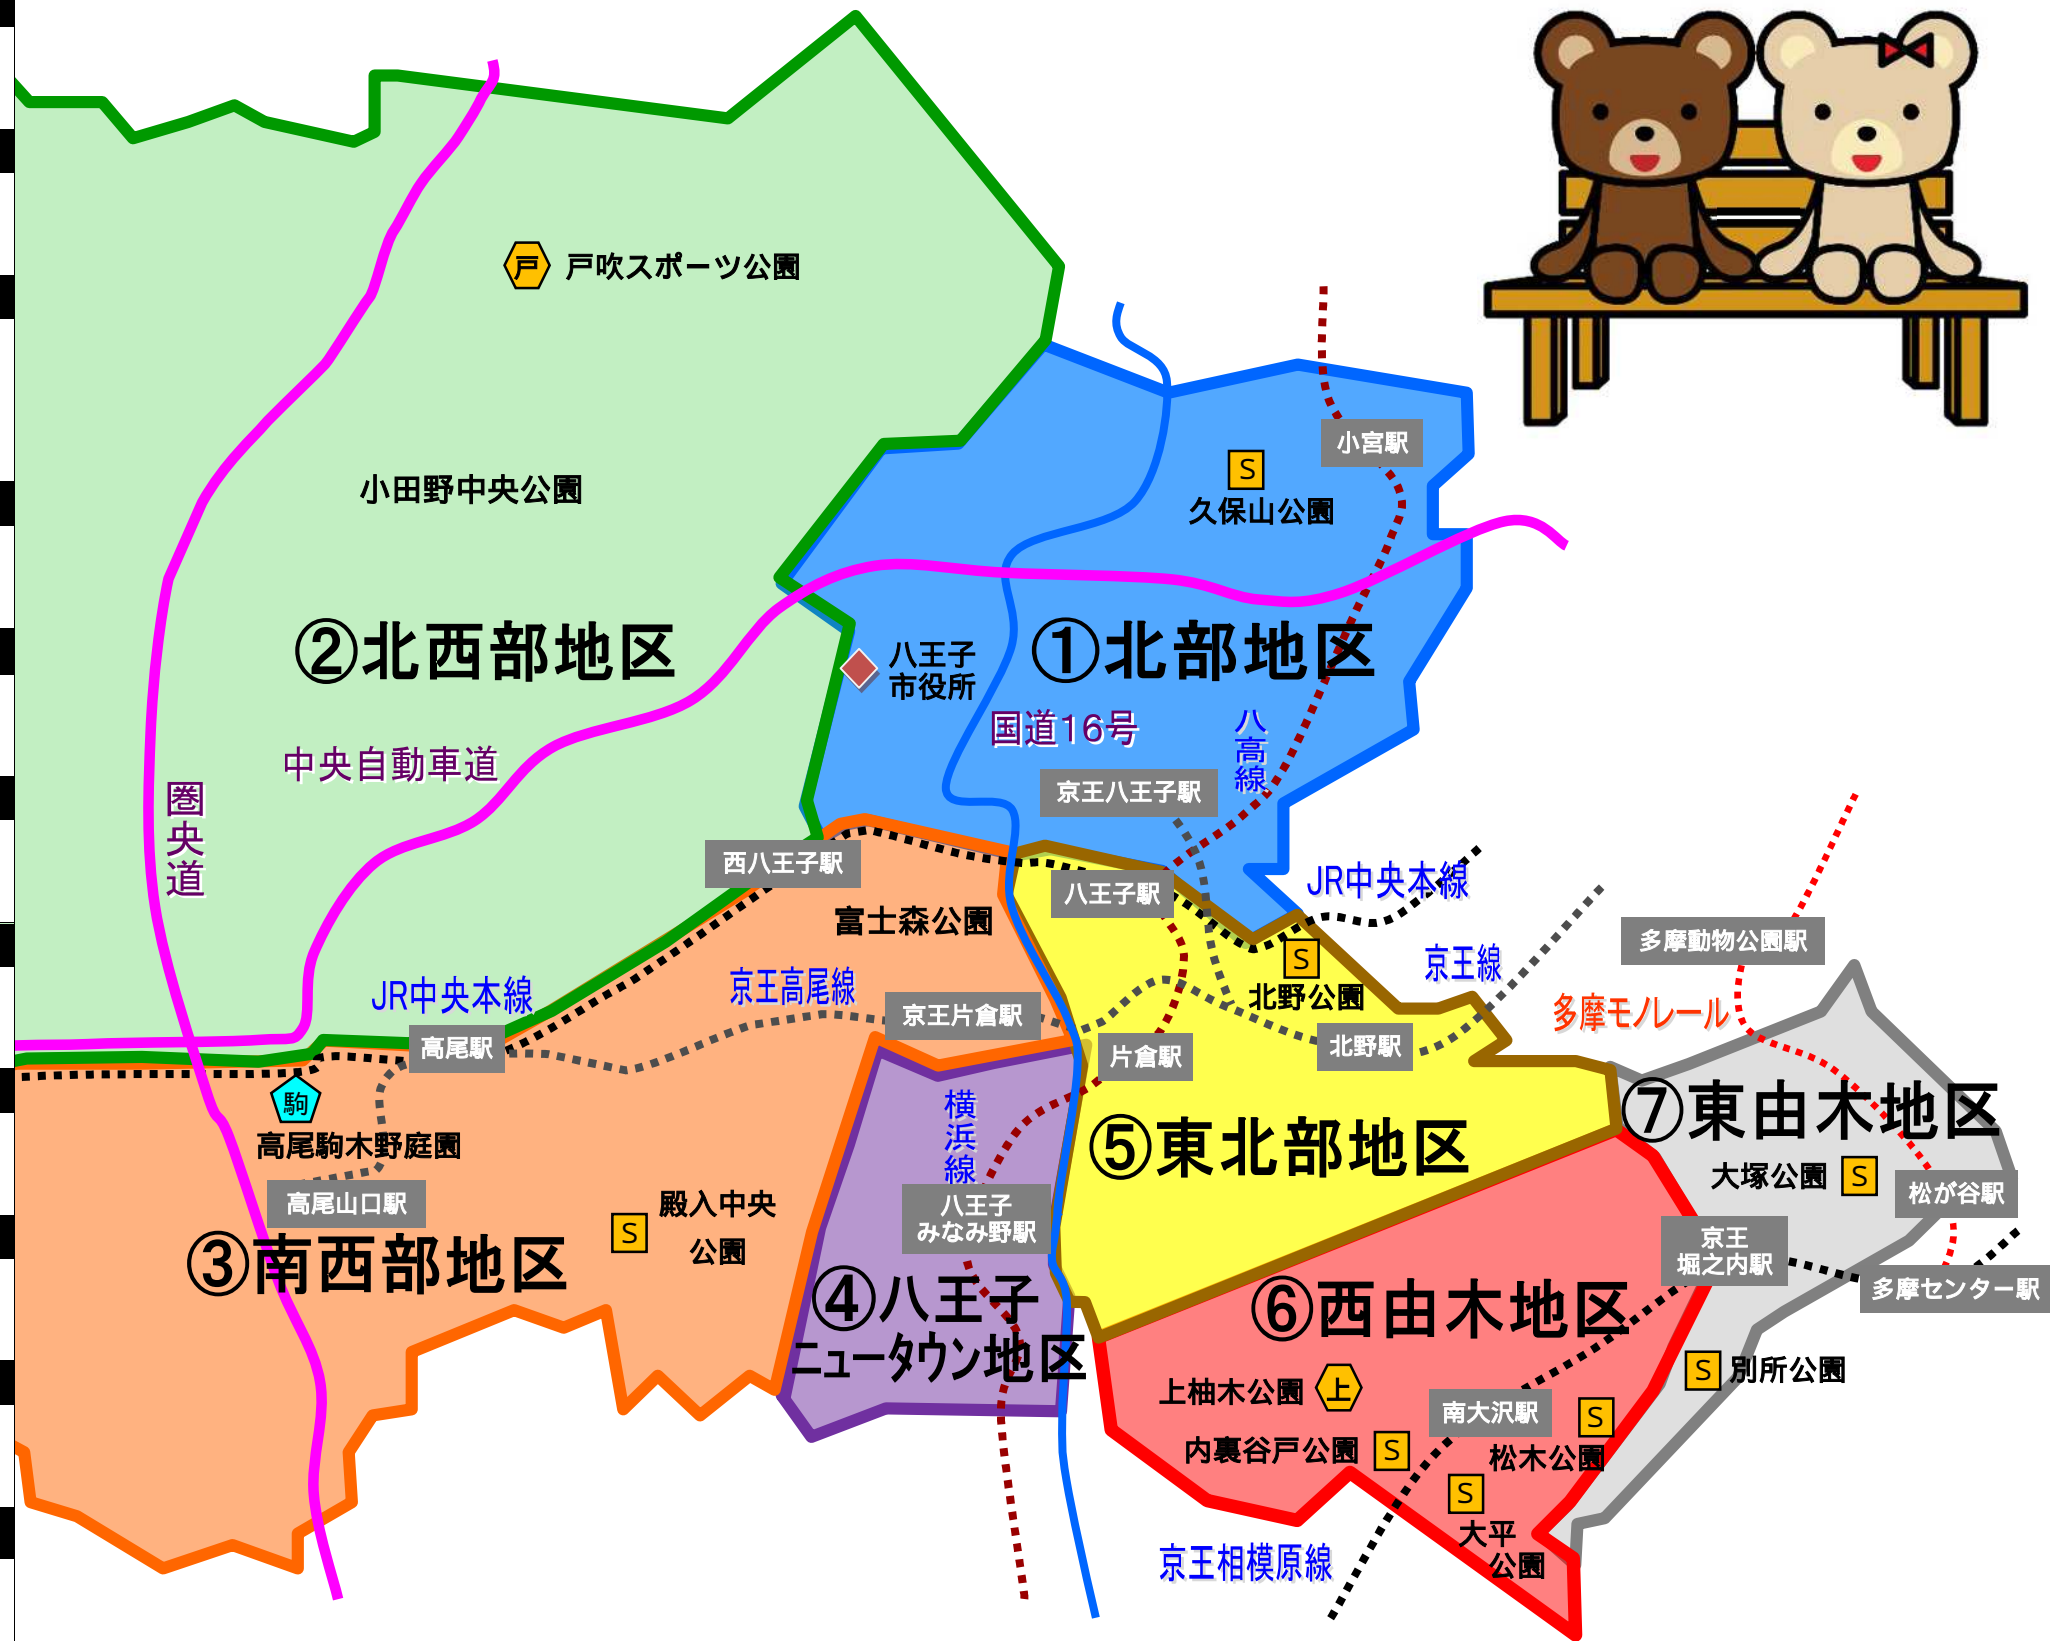 戸
戸吹スポーツ公園
小宮駅
S
久保山公園
小田野中央公園
②北西部地区
①北部地区
八王子
市役所
国道16号
八高線
中央自動車道
圏央道
京王八王子駅
西八王子駅
八王子駅
JR中央本線
富士森公園
S
北野公園
京王線
多摩動物公園駅
JR中央本線
京王高尾線
京王片倉駅
多摩モノレール
高尾駅
片倉駅
北野駅
駒
高尾駒木野庭園
横浜線
⑤東北部地区
⑦東由木地区
大塚公園
S
松が谷駅
高尾山口駅
S
殿入中央
公園
八王子
みなみ野駅
京王
堀之内駅
③南西部地区
④八王子
ニュータウン地区
⑥西由木地区
多摩センター駅
上柚木公園
上
S
別所公園
南大沢駅
S
松木公園
内裏谷戸公園
S
S
大平
公園
京王相模原線